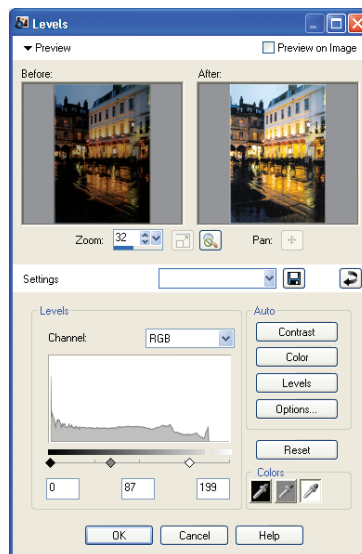 Levels
Preview
Preview on Image
Before:
After:
Zoom: 32
Pan:
Settings
Levels
Channel: RGB
0 87 199
Auto
Contrast
Color
Levels
Options...
Reset
Colors
OK Cancel Help